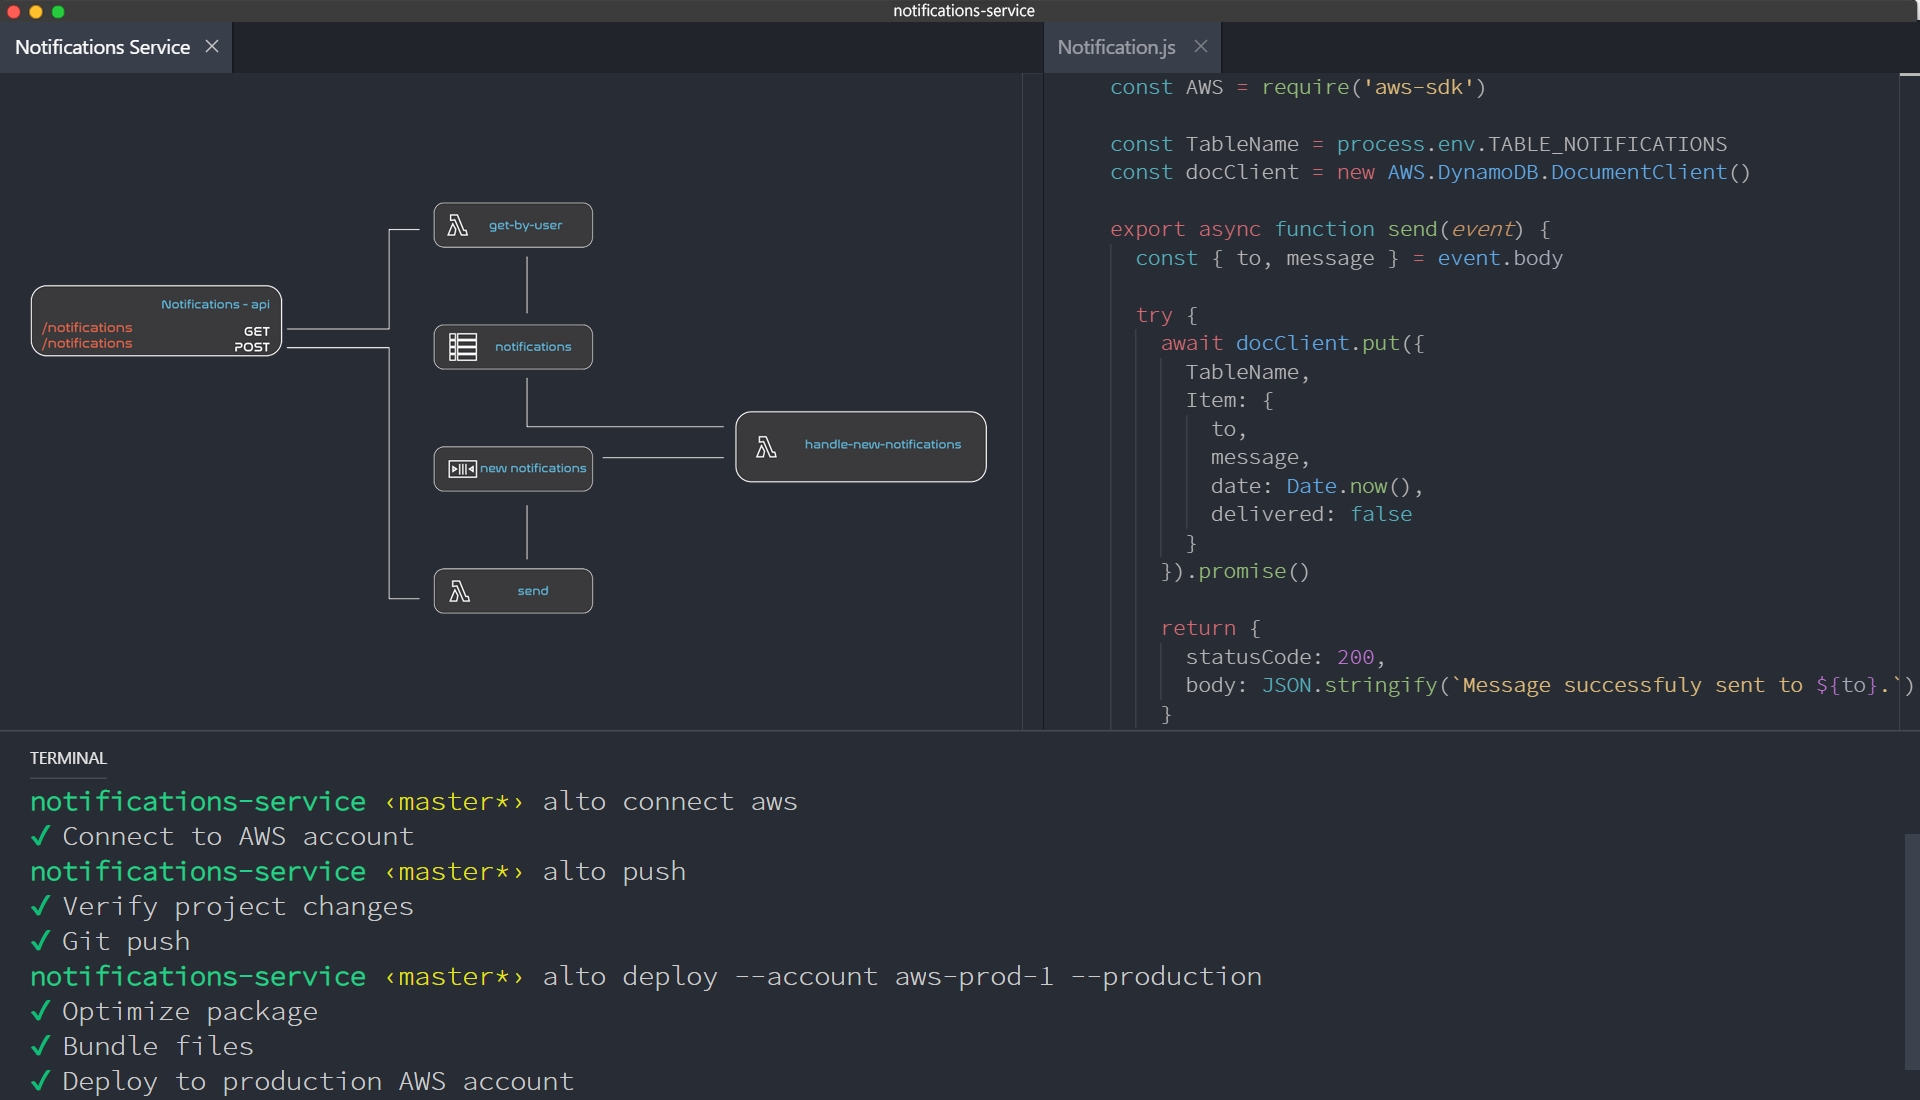 notifications-service
Notifications Service
Notification.js
get-by-user
Notifications - api
/notifications GET
/notifications POST
notifications
handle-new-notifications
new notifications
send
const AWS = require('aws-sdk')
const TableName = process.env.TABLE_NOTIFICATIONS
const docClient = new AWS.DynamoDB.DocumentClient()
export async function send(event) {
const { to, message } = event.body
try {
await docClient.put({
TableName,
Item: {
to,
message,
date: Date.now(),
delivered: false
}
}).promise()
return {
statusCode: 200,
body: JSON.stringify(`Message successfuly sent to ${to}.`)
}
TERMINAL
notifications-service ‹master*› alto connect aws
✓ Connect to AWS account
notifications-service ‹master*› alto push
✓ Verify project changes
✓ Git push
notifications-service ‹master*› alto deploy --account aws-prod-1 --production
✓ Optimize package
✓ Bundle files
✓ Deploy to production AWS account